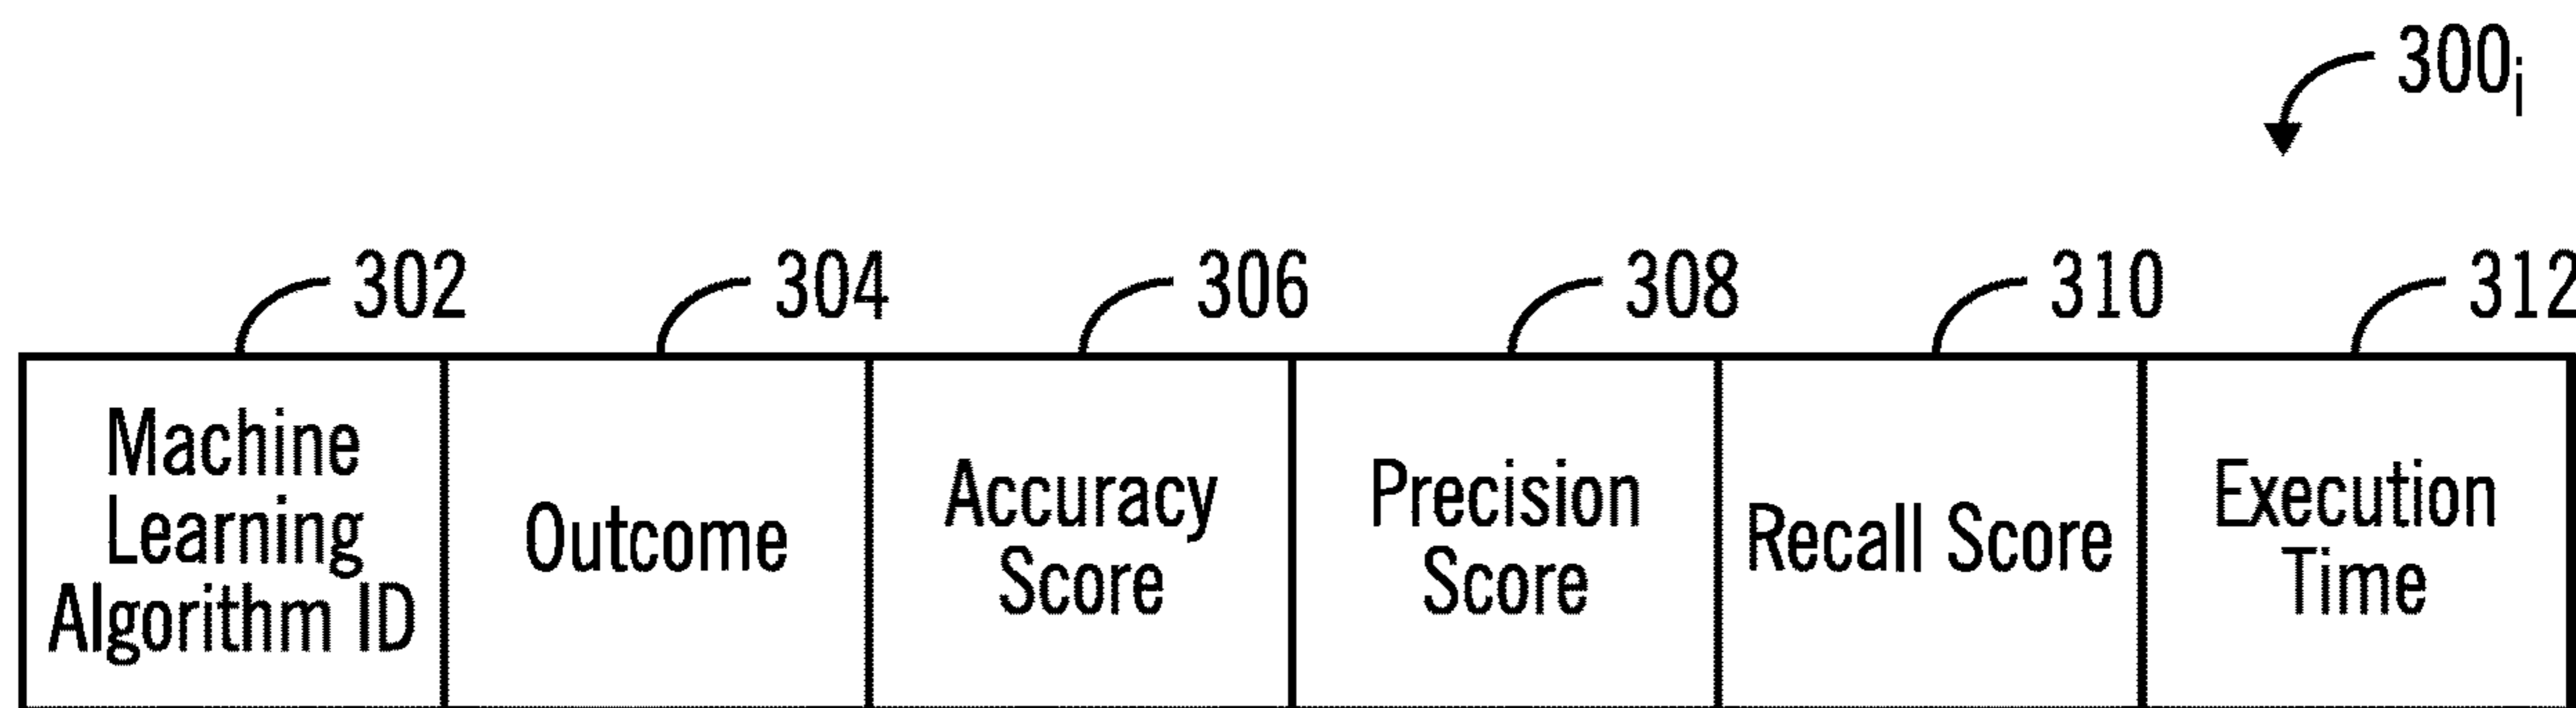 300i
302
304
306
308
310
312
Machine
Learning
Algorithm ID
Outcome
Accuracy
Score
Precision
Score
Recall Score
Execution
Time